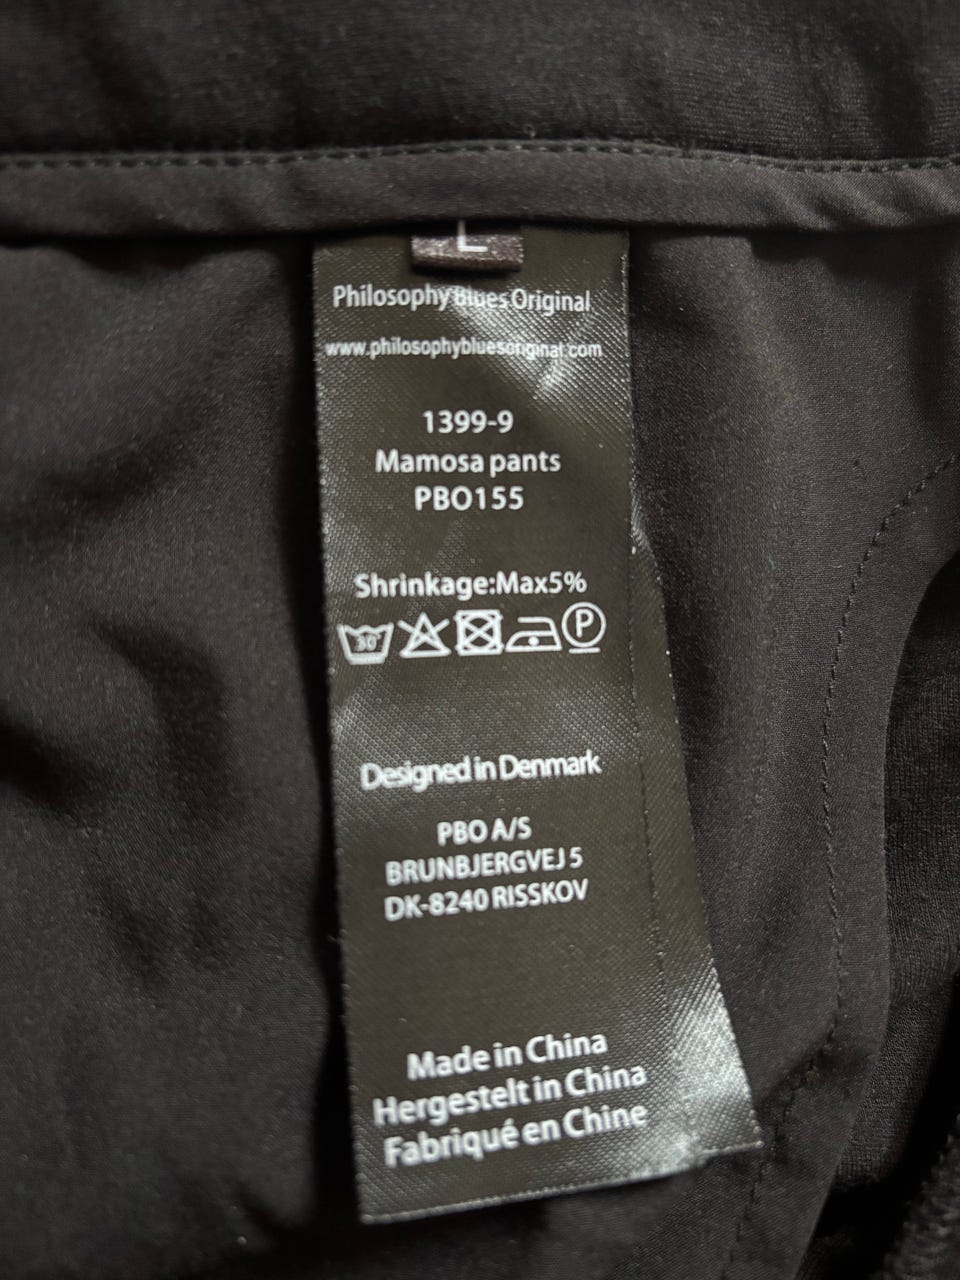 L
Philosophy Blues Original
www.philosophybluesoriginal.com
1399-9
Mamosa pants
PBO155
Shrinkage:Max5%
30° P
Designed in Denmark
PBO A/S
BRUNBJERGVEJ 5
DK-8240 RISSKOV
Made in China
Hergestelt in China
Fabriqué en Chine